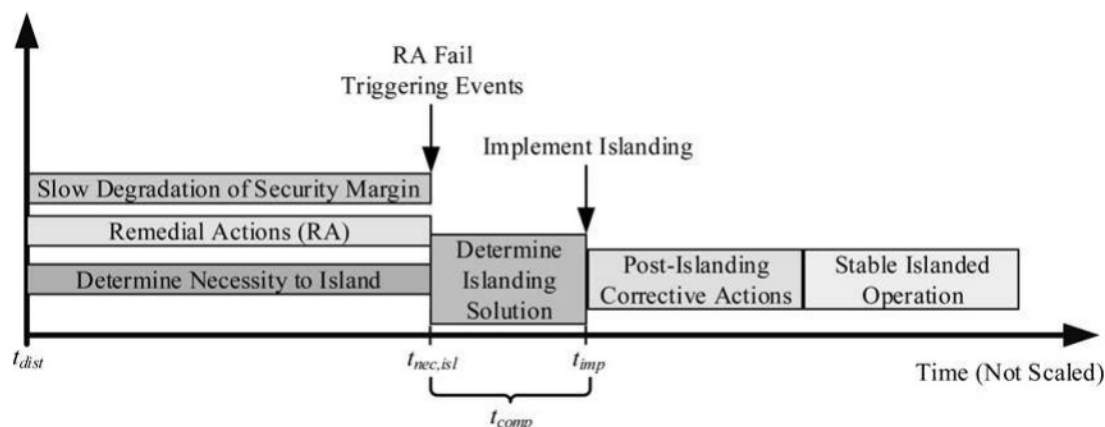 RA Fail
Triggering Events
Implement Islanding
Slow Degradation of Security Margin
Remedial Actions (RA)
Determine Necessity to Island
Determine
Islanding
Solution
Post-Islanding
Corrective Actions
Stable Islanded
Operation
t_dist
t_nec,isl
t_imp
Time (Not Scaled)
t_comp